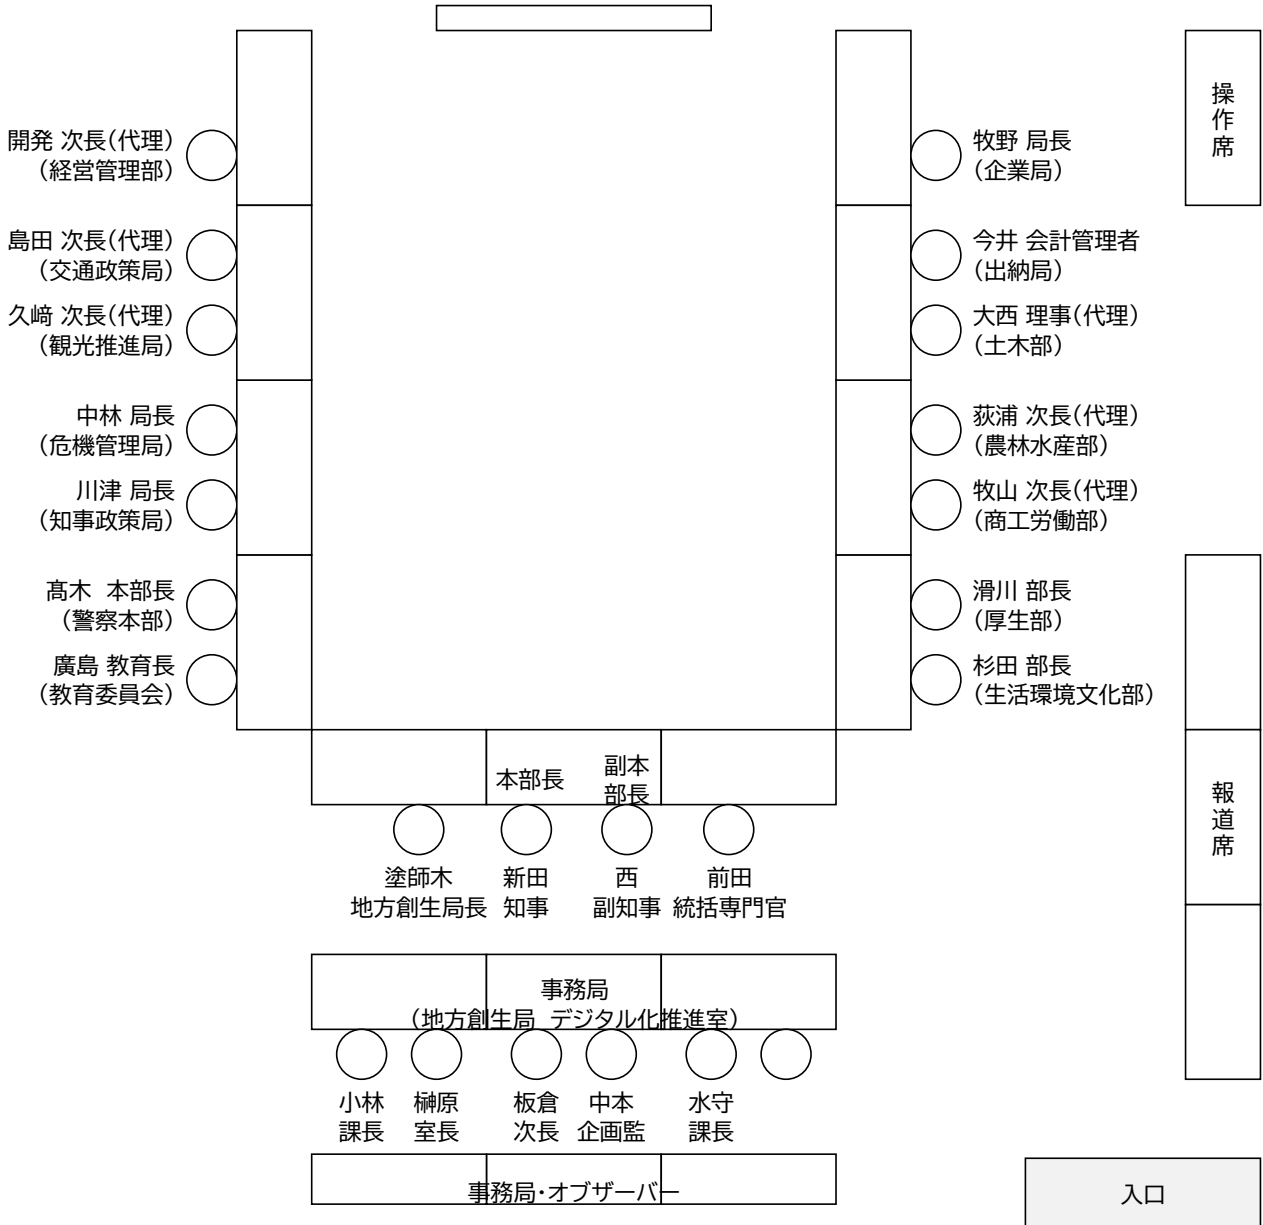 操作席
開発 次長（代理）
（経営管理部）
牧野 局長
（企業局）
島田 次長（代理）
（交通政策局）
今井 会計管理者
（出納局）
久﨑 次長（代理）
（観光推進局）
大西 理事（代理）
（土木部）
中林 局長
（危機管理局）
荻浦 次長（代理）
（農林水産部）
川津 局長
（知事政策局）
牧山 次長（代理）
（商工労働部）
髙木 本部長
（警察本部）
滑川 部長
（厚生部）
廣島 教育長
（教育委員会）
杉田 部長
（生活環境文化部）
本部長
副本
部長
報道席
塗師木
地方創生局長
新田
知事
西
副知事
前田
統括専門官
事務局
（地方創生局 デジタル化推進室）
小林
課長
榊原
室長
板倉
次長
中本
企画監
水守
課長
事務局・オブザーバー
入口